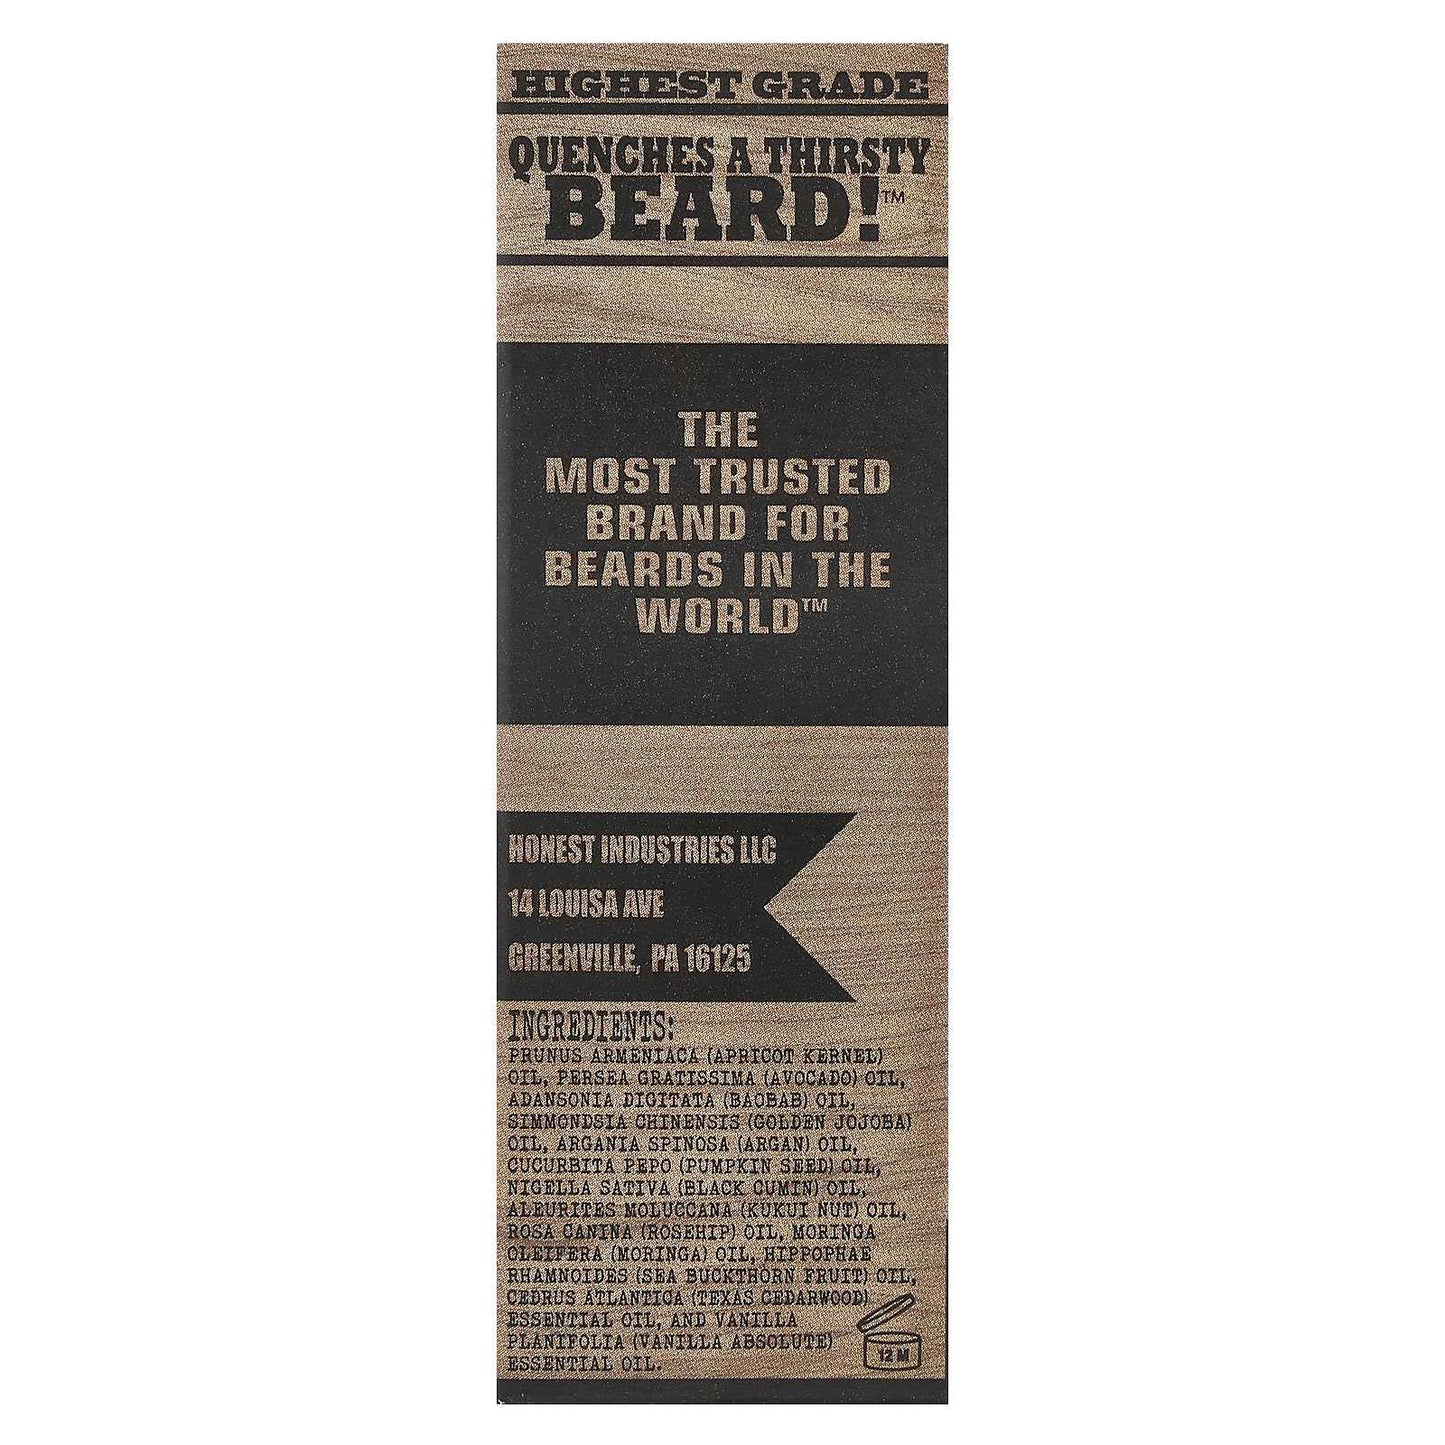 HIGHEST GRADE
QUENCHES A THIRSTY
BEARD!™
THE
MOST TRUSTED
BRAND FOR
BEARDS IN THE
WORLD™
HONEST INDUSTRIES LLC
14 LOUISA AVE
GREENVILLE, PA 16125
INGREDIENTS:
PRUNUS ARMENIACA (APRICOT KERNEL)
OIL, PERSEA GRATISSIMA (AVOCADO) OIL,
ADANSONIA DIGITATA (BAOBAB) OIL,
SIMMONDSIA CHINENSIS (GOLDEN JOJOBA)
OIL, ARGANIA SPINOSA (ARGAN) OIL,
CUCURBITA PEPO (PUMPKIN SEED) OIL,
NIGELLA SATIVA (BLACK CUMIN) OIL,
ALEURITES MOLUCCANA (KUKUI NUT) OIL,
ROSA CANINA (ROSEHIP) OIL, MORINGA
OLEIFERA (MORINGA) OIL, HIPPOPHAE
RHAMNOIDES (SEA BUCKTHORN FRUIT) OIL,
CEDRUS ATLANTICA (TEXAS CEDARWOOD)
ESSENTIAL OIL, AND VANILLA
PLANIFOLIA (VANILLA ABSOLUTE)
ESSENTIAL OIL.
12 M